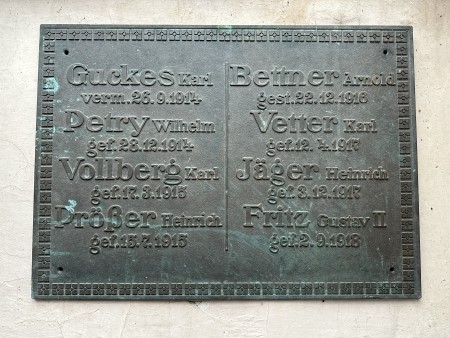 Guckes Karl
verm. 26.9.1914
Petry Wilhelm
gef. 28.12.1914
Vollberg Karl
gef. 17.3.1915
Prößer Heinrich
gef. 15.7.1915
Bettner Arnold
gest. 22.12.1916
Vetter Karl
gef. 12.4.1917
Jäger Heinrich
gef. 3.12.1917
Fritz Gustav II
gef. 2.9.1918